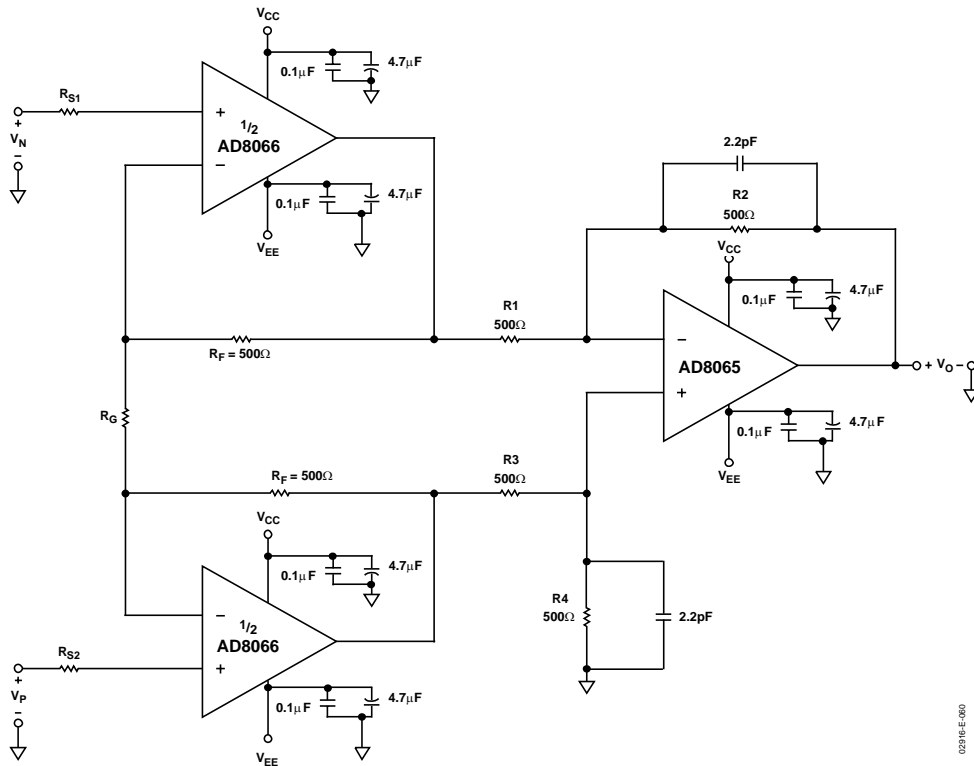 VCC
4.7μF
0.1μF
RS1
+
VN
−
+
1/2
AD8066
−
4.7μF
0.1μF
VEE
2.2pF
R2
500Ω
VCC
4.7μF
0.1μF
R1
500Ω
RF = 500Ω
−
AD8065
+
+ VO −
RG
4.7μF
0.1μF
VEE
R3
500Ω
RF = 500Ω
VCC
4.7μF
0.1μF
R4
500Ω
2.2pF
−
1/2
AD8066
+
RS2
+
VP
−
4.7μF
0.1μF
VEE
02916-E-060